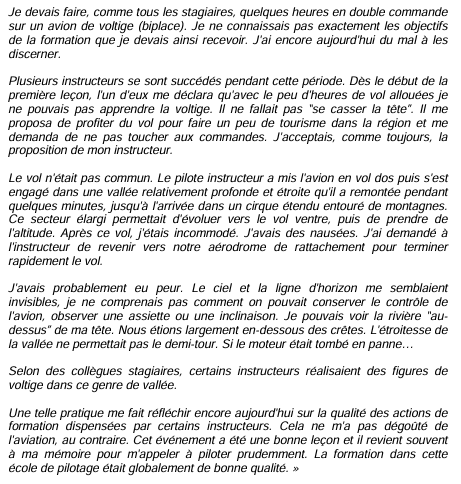 Je devais faire, comme tous les stagiaires, quelques heures en double commande
sur un avion de voltige (biplace). Je ne connaissais pas exactement les objectifs
de la formation que je devais ainsi recevoir. J'ai encore aujourd'hui du mal à les
discerner.
Plusieurs instructeurs se sont succédés pendant cette période. Dès le début de la
première leçon, l'un d'eux me déclara qu'avec le peu d'heures de vol allouées je
ne pouvais pas apprendre la voltige. Il ne fallait pas "se casser la tête". Il me
proposa de profiter du vol pour faire un peu de tourisme dans la région et me
demanda de ne pas toucher aux commandes. J'acceptais, comme toujours, la
proposition de mon instructeur.
Le vol n'était pas commun. Le pilote instructeur a mis l'avion en vol dos puis s'est
engagé dans une vallée relativement profonde et étroite qu'il a remontée pendant
quelques minutes, jusqu'à l'arrivée dans un cirque étendu entouré de montagnes.
Ce secteur élargi permettait d'évoluer vers le vol ventre, puis de prendre de
l'altitude. Après ce vol, j'étais incommodé. J'avais des nausées. J'ai demandé à
l'instructeur de revenir vers notre aérodrome de rattachement pour terminer
rapidement le vol.
J'avais probablement eu peur. Le ciel et la ligne d'horizon me semblaient
invisibles, je ne comprenais pas comment on pouvait conserver le contrôle de
l'avion, observer une assiette ou une inclinaison. Je pouvais voir la rivière "au-
dessus" de ma tête. Nous étions largement en-dessous des crêtes. L'étroitesse de
la vallée ne permettait pas le demi-tour. Si le moteur était tombé en panne…
Selon des collègues stagiaires, certains instructeurs réalisaient des figures de
voltige dans ce genre de vallée.
Une telle pratique me fait réfléchir encore aujourd'hui sur la qualité des actions de
formation dispensées par certains instructeurs. Cela ne m'a pas dégoûté de
l'aviation, au contraire. Cet événement a été une bonne leçon et il revient souvent
à ma mémoire pour m'appeler à piloter prudemment. La formation dans cette
école de pilotage était globalement de bonne qualité. »